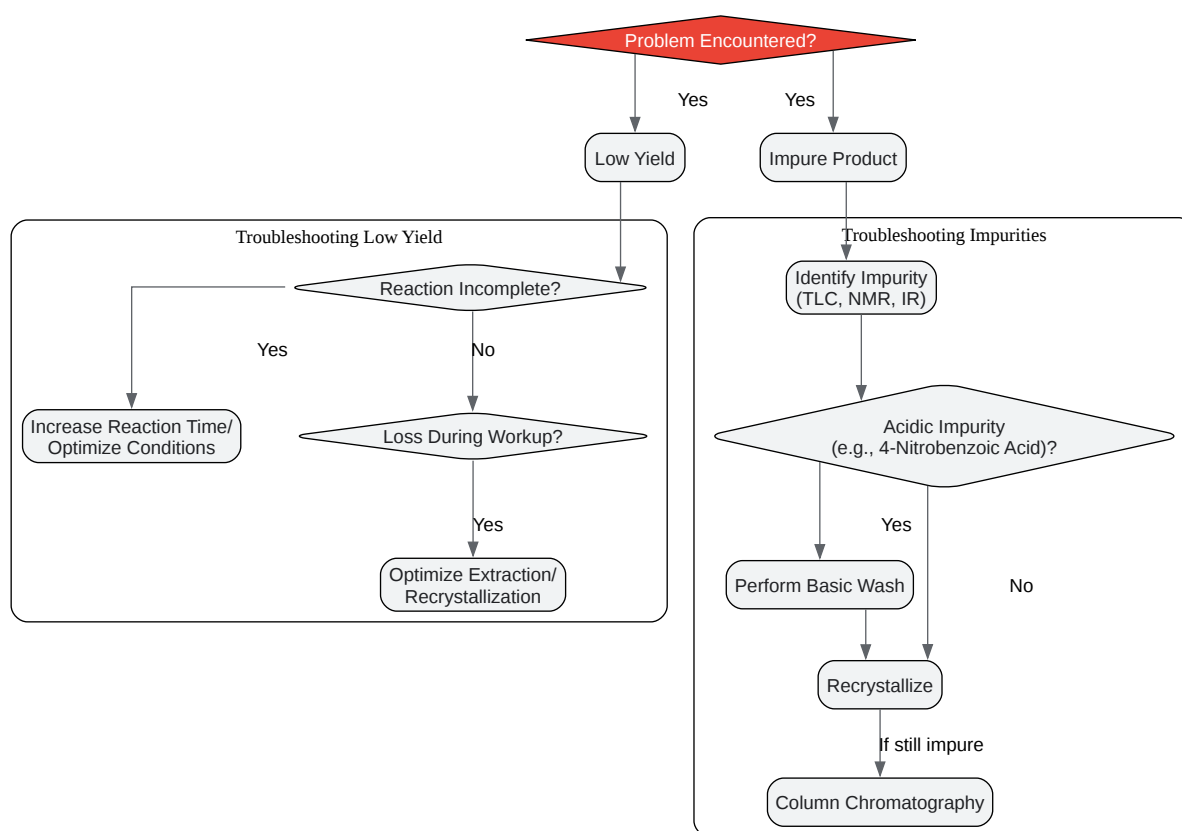 Problem Encountered?
Yes
Yes
Low Yield
Impure Product
Troubleshooting Low Yield
Reaction Incomplete?
Yes
No
Increase Reaction Time/
Optimize Conditions
Loss During Workup?
Yes
Optimize Extraction/
Recrystallization
Troubleshooting Impurities
Identify Impurity
(TLC, NMR, IR)
Acidic Impurity
(e.g., 4-Nitrobenzoic Acid)?
Yes
No
Perform Basic Wash
Recrystallize
If still impure
Column Chromatography